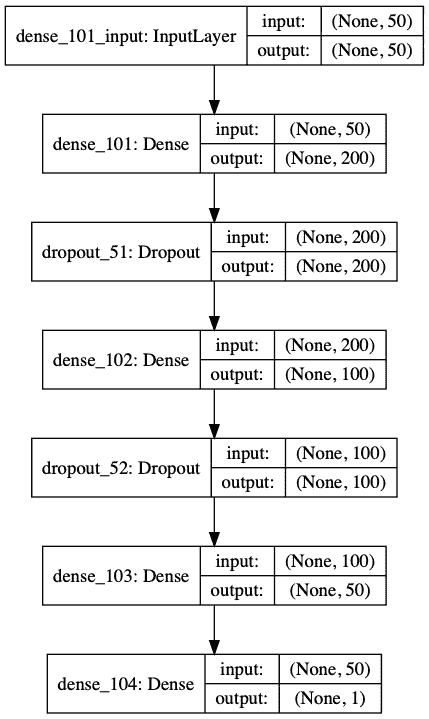 dense_101_input: InputLayer
input: (None, 50)
output: (None, 50)
dense_101: Dense
input: (None, 50)
output: (None, 200)
dropout_51: Dropout
input: (None, 200)
output: (None, 200)
dense_102: Dense
input: (None, 200)
output: (None, 100)
dropout_52: Dropout
input: (None, 100)
output: (None, 100)
dense_103: Dense
input: (None, 100)
output: (None, 50)
dense_104: Dense
input: (None, 50)
output: (None, 1)